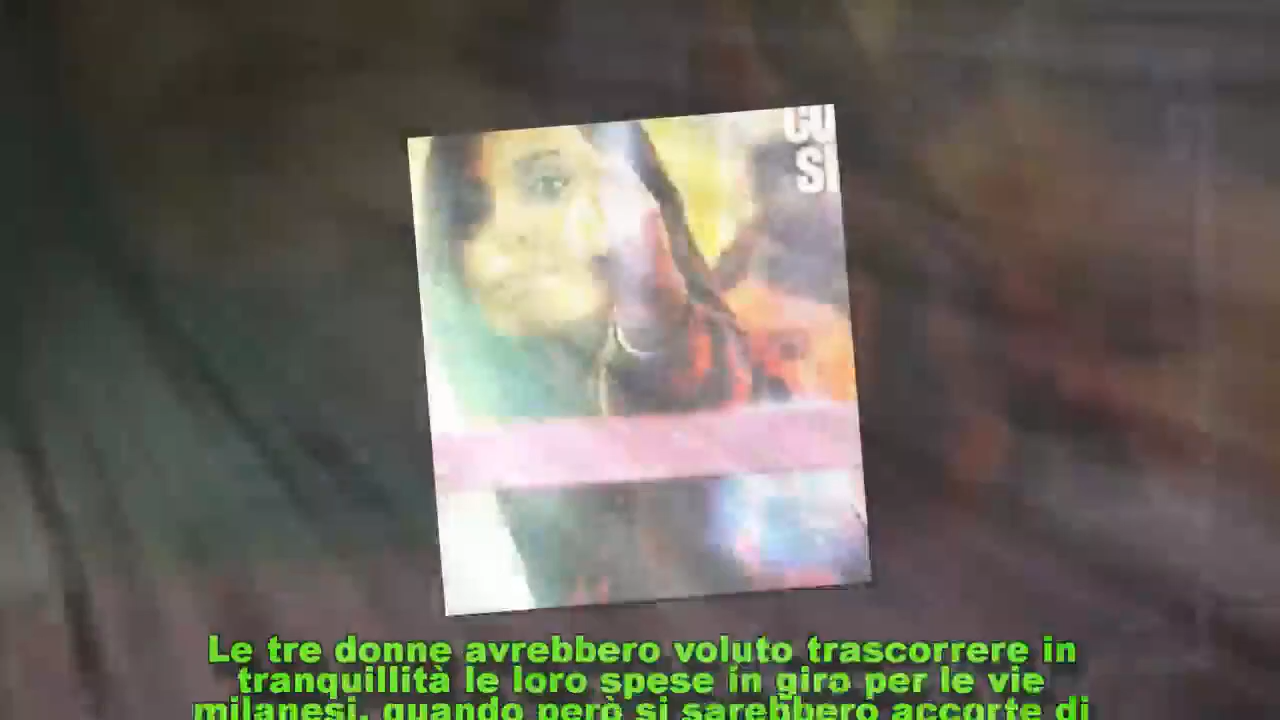 SI
Le tre donne avrebbero voluto trascorrere in
tranquillità le loro spese in giro per le vie
milanesi, quando però si sarebbero accorte di